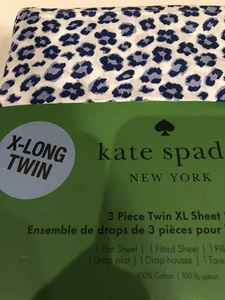 X-LONG
TWIN
kate spad
NEW YORK
3 Piece Twin XL Sheet
Ensemble de draps de 3 pièces pour
1 Flat Sheet | 1 Fitted Sheet | 1 Pil
1 Drap plat | 1 Drap-housse | 1 Taie
100% Cotton | 100 % coton